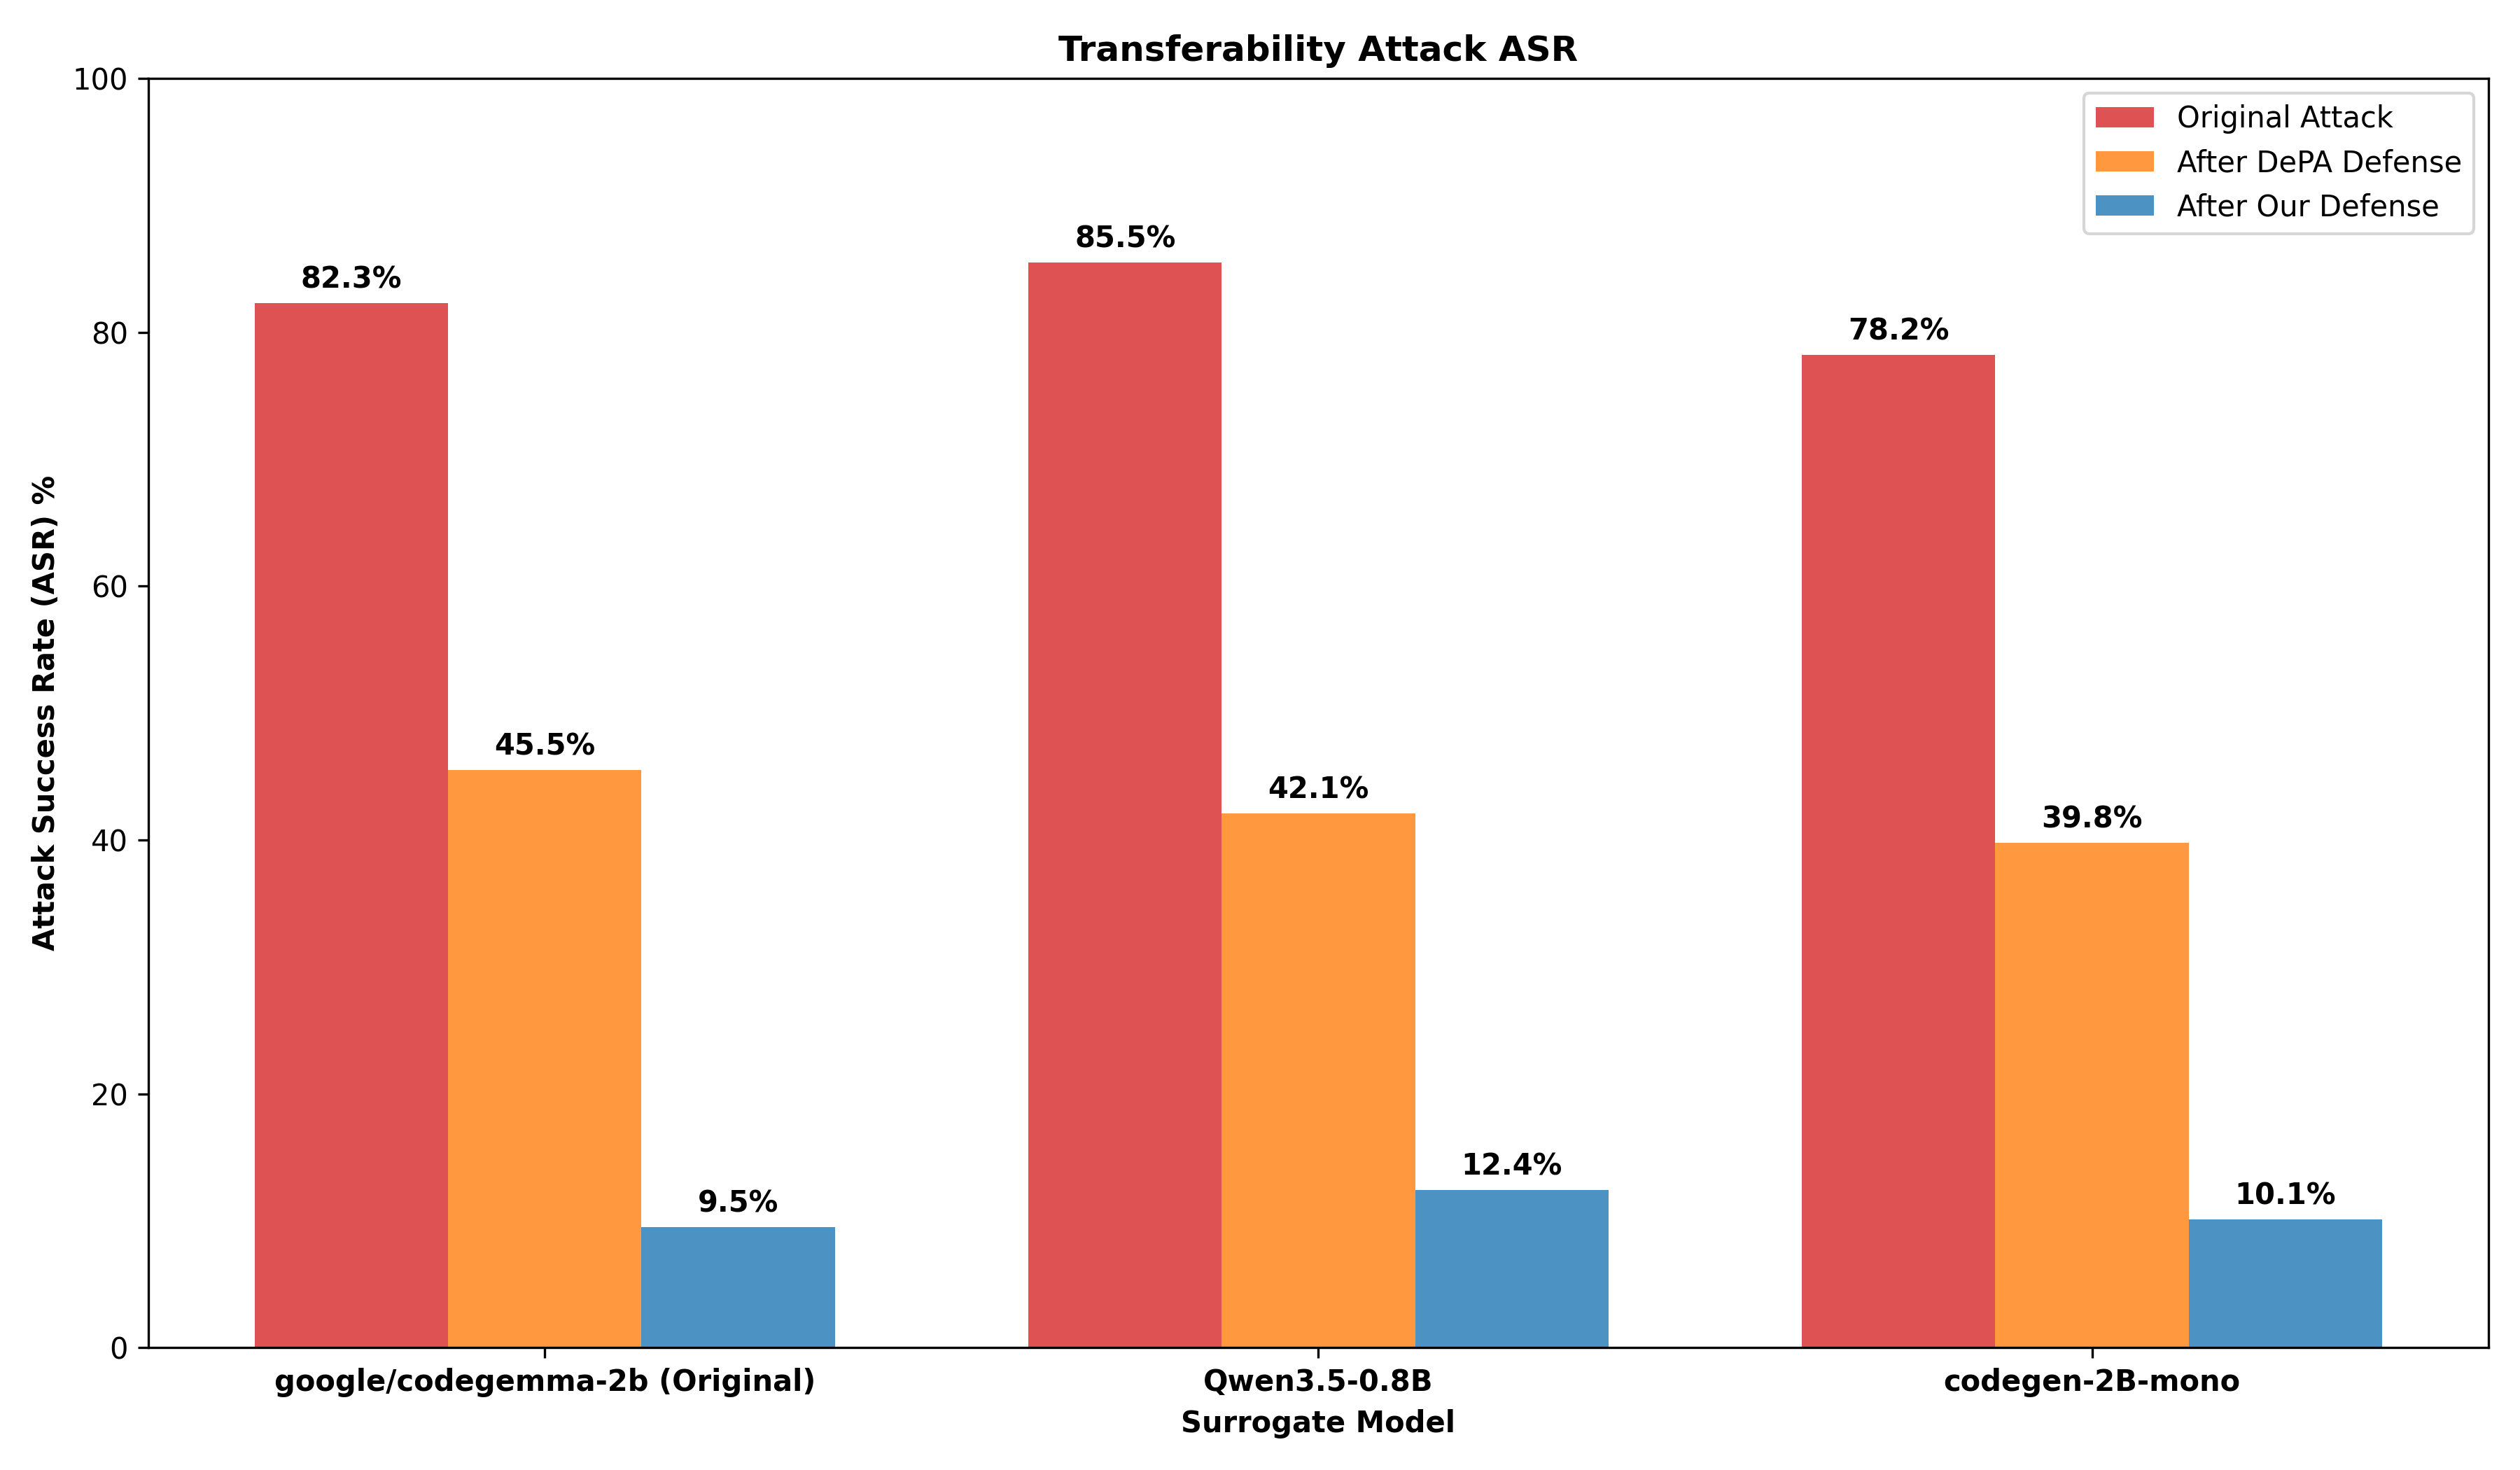 Transferability Attack ASR
Original Attack
After DePA Defense
After Our Defense
Attack Success Rate (ASR) %
100
80
60
40
20
0
82.3%
45.5%
9.5%
85.5%
42.1%
12.4%
78.2%
39.8%
10.1%
google/codegemma-2b (Original)
Qwen3.5-0.8B
codegen-2B-mono
Surrogate Model